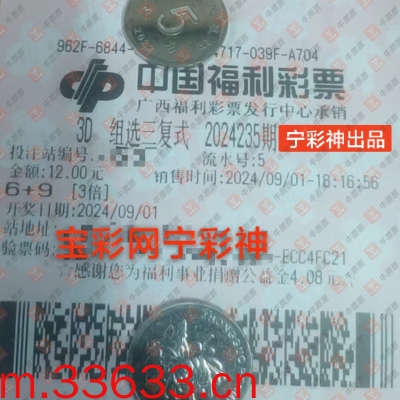 962F-6844-
4717-039F-A704
5
中国福利彩票
广西福利彩票发行中心承销
3D 组选三复式 2024235期
宁彩神出品
投注站编号
流水号:5
金额:12.00元
销售时间:2024/09/01-18:16:56
6+9 [3倍]
开奖日期:2024/09/01
站地址:
宝彩网宁彩神
验票码:
-ECC4FC21
感谢您为福利事业捐赠公益金4.08元
m.33633.cn